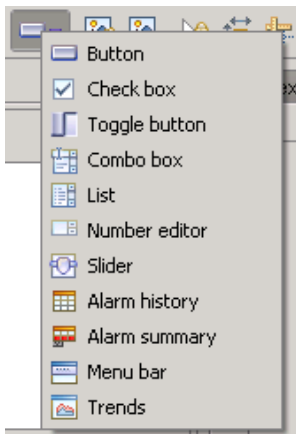 Button
Check box
Toggle button
Combo box
List
Number editor
Slider
Alarm history
Alarm summary
Menu bar
Trends